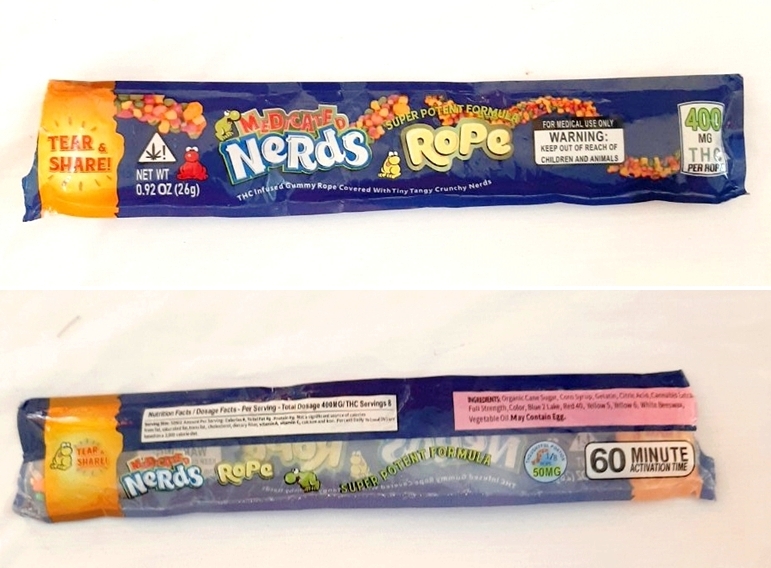 TEAR &
SHARE!
NET WT
0.92 OZ (26g)
MEDICATED
NeRds
SUPER POTENT FORMULA
RoPe
THC Infused Gummy Rope Covered With Tiny Tangy Crunchy Nerds
FOR MEDICAL USE ONLY
WARNING:
KEEP OUT OF REACH OF
CHILDREN AND ANIMALS
400
MG
THC
PER ROPE
Nutrition Facts / Dosage Facts - Per Serving - Total Dosage 400MG/ THC Servings 8
INGREDIENTS: Organic Cane Sugar, Corn Syrup, Gelatin, Citric Acid, Cannabis
Full Strength, Color, Blue 2 Lake, Red 40, Yellow 5, Yellow 6, White Beeswax,
Vegetable Oil. May Contain Egg.
TEAR &
SHARE!
MEDICATED
NeRds
RoPe
SUPER POTENT FORMULA
50MG
60 MINUTE
ACTIVATION TIME